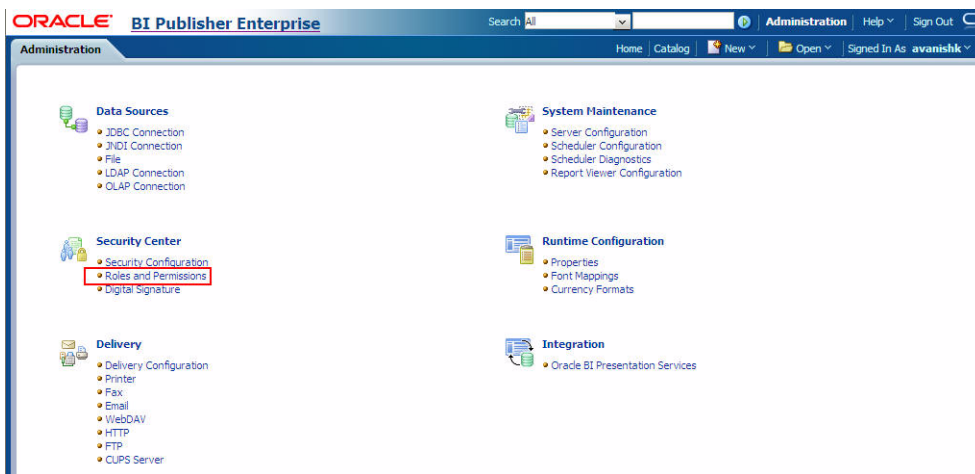 ORACLE BI Publisher Enterprise Search All Administration Help Sign Out
Administration Home Catalog New Open Signed In As avanishk
Data Sources
JDBC Connection
JNDI Connection
File
LDAP Connection
OLAP Connection
System Maintenance
Server Configuration
Scheduler Configuration
Scheduler Diagnostics
Report Viewer Configuration
Security Center
Security Configuration
Roles and Permissions
Digital Signature
Runtime Configuration
Properties
Font Mappings
Currency Formats
Delivery
Delivery Configuration
Printer
Fax
Email
WebDAV
HTTP
FTP
CUPS Server
Integration
Oracle BI Presentation Services